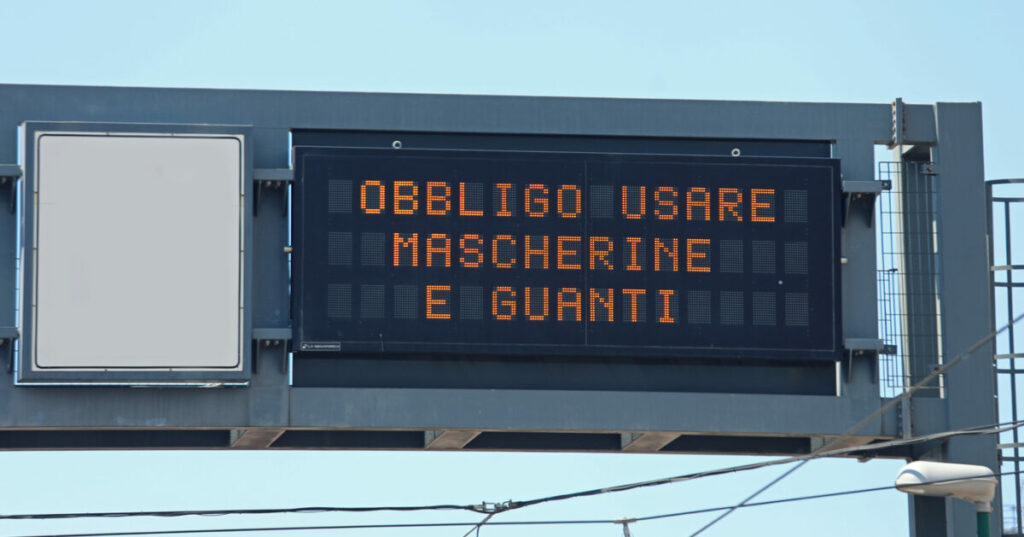 OBBLIGO USARE
MASCHERINE
E GUANTI